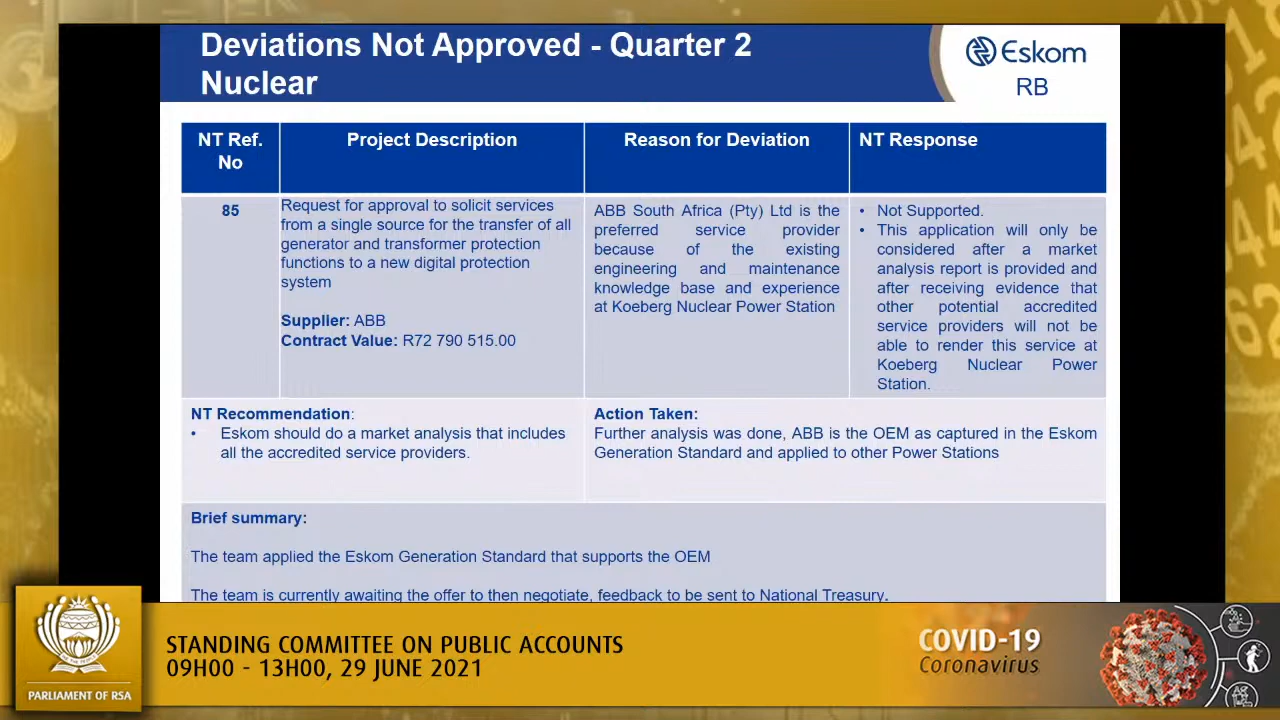 Deviations Not Approved - Quarter 2
Nuclear
Eskom
RB
NT Ref.
No
Project Description
Reason for Deviation
NT Response
85
Request for approval to solicit services
from a single source for the transfer of all
generator and transformer protection
functions to a new digital protection
system
Supplier: ABB
Contract Value: R72 790 515.00
ABB South Africa (Pty) Ltd is the
preferred service provider
because of the existing
engineering and maintenance
knowledge base and experience
at Koeberg Nuclear Power Station
• Not Supported.
• This application will only be
considered after a market
analysis report is provided and
after receiving evidence that
other potential accredited
service providers will not be
able to render this service at
Koeberg Nuclear Power
Station.
NT Recommendation:
• Eskom should do a market analysis that includes
all the accredited service providers.
Action Taken:
Further analysis was done, ABB is the OEM as captured in the Eskom
Generation Standard and applied to other Power Stations
Brief summary:
The team applied the Eskom Generation Standard that supports the OEM
The team is currently awaiting the offer to then negotiate, feedback to be sent to National Treasury.
PARLIAMENT OF RSA
STANDING COMMITTEE ON PUBLIC ACCOUNTS
09H00 - 13H00, 29 JUNE 2021
COVID-19
Coronavirus